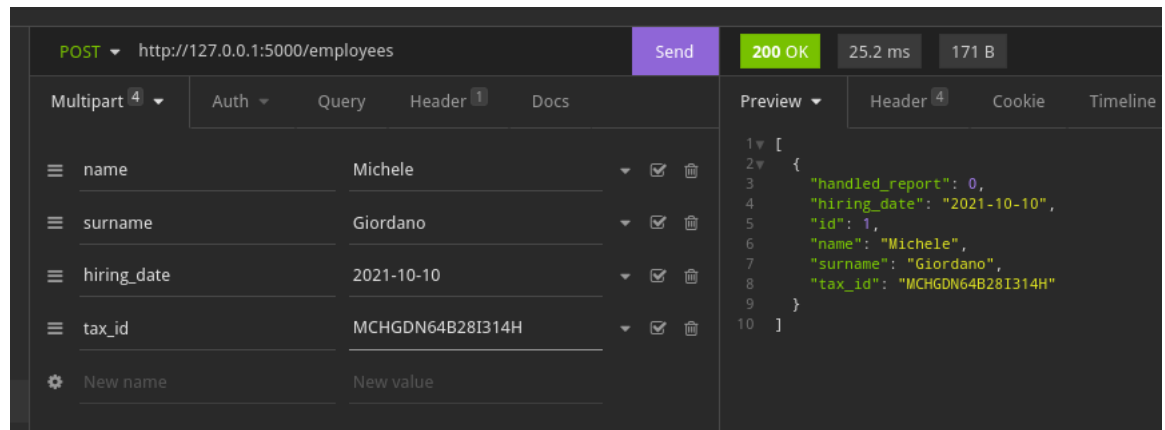 POST http://127.0.0.1:5000/employees Send 200 OK 25.2 ms 171 B
Multipart 4 Auth Query Header 1 Docs Preview Header 4 Cookie Timeline
name Michele
surname Giordano
hiring_date 2021-10-10
tax_id MCHGDN64B28I314H
New name New value
1 [
2 {
3 "handled_report": 0,
4 "hiring_date": "2021-10-10",
5 "id": 1,
6 "name": "Michele",
7 "surname": "Giordano",
8 "tax_id": "MCHGDN64B28I314H"
9 }
10 ]